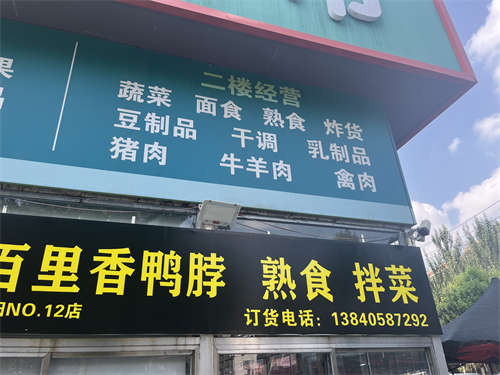 二楼经营
蔬菜 面食 熟食 炸货
豆制品 干调 乳制品
猪肉 牛羊肉 禽肉
百里香鸭脖 熟食 拌菜
NO.12店 订货电话：13840587292